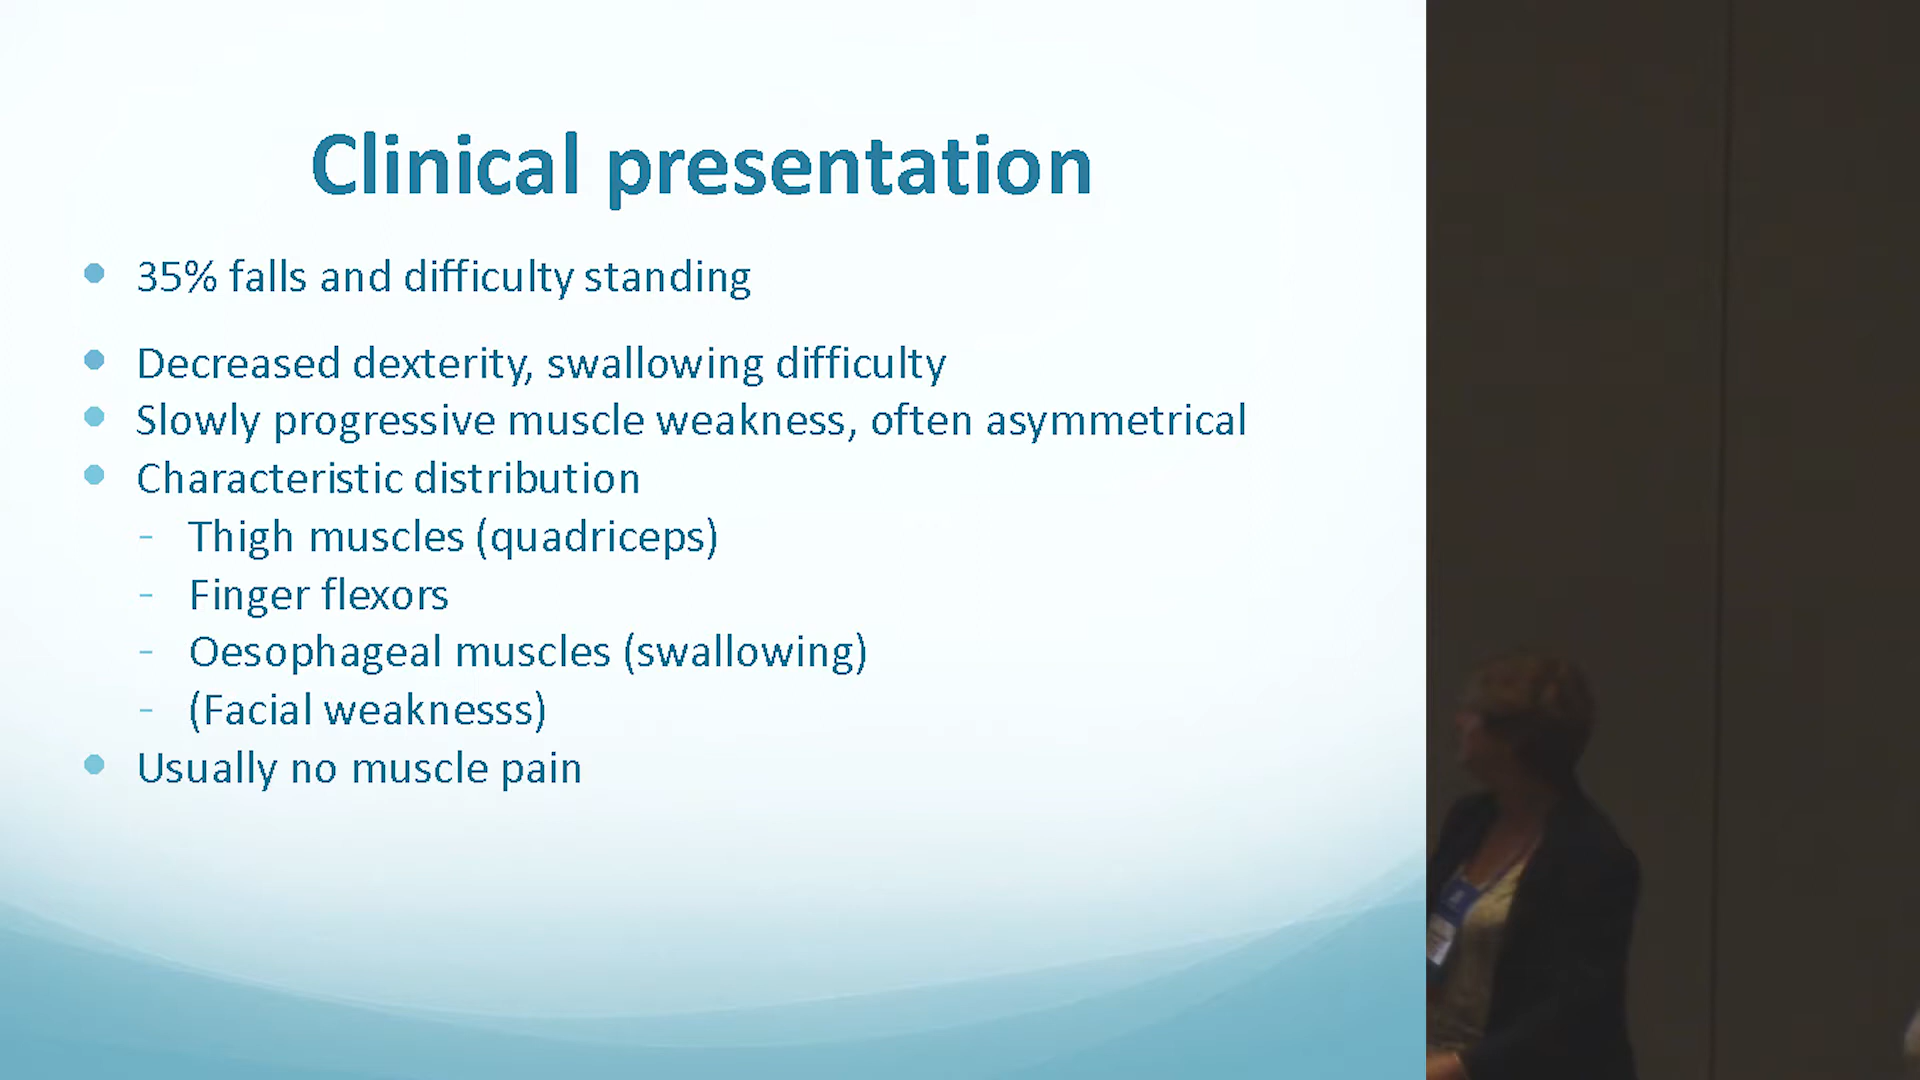 Clinical presentation
35% falls and difficulty standing
Decreased dexterity, swallowing difficulty
Slowly progressive muscle weakness, often asymmetrical
Characteristic distribution
- Thigh muscles (quadriceps)
- Finger flexors
- Oesophageal muscles (swallowing)
- (Facial weaknesss)
Usually no muscle pain